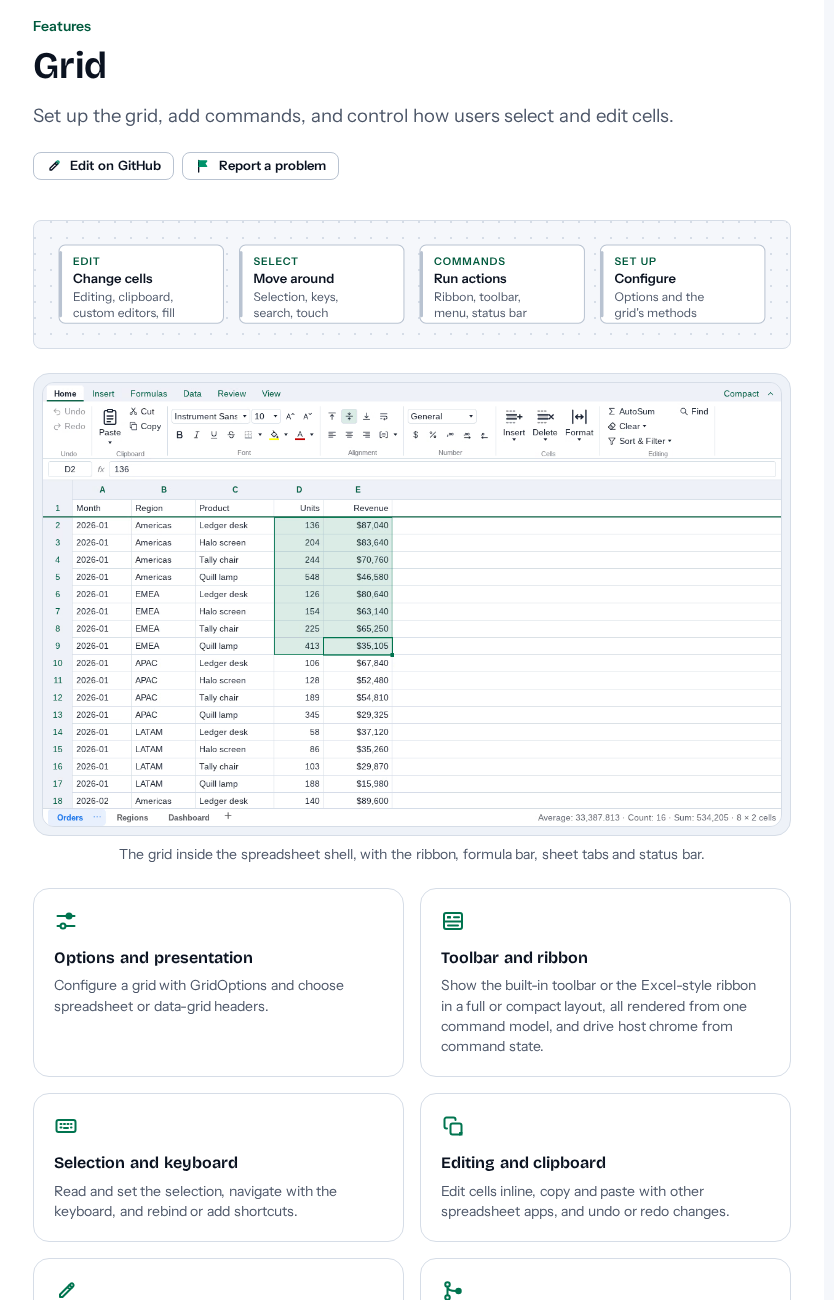 Features
Grid
Set up the grid, add commands, and control how users select and edit cells.
Edit on GitHub
Report a problem
EDIT
Change cells
Editing, clipboard,
custom editors, fill
SELECT
Move around
Selection, keys,
search, touch
COMMANDS
Run actions
Ribbon, toolbar,
menu, status bar
SET UP
Configure
Options and the
grid's methods
Home Insert Formulas Data Review View Compact
Undo
Redo
Undo
Paste
Cut
Copy
Clipboard
Instrument Sans 10 A A
B I U S A
Font
Alignment
General
$ %
Number
Insert Delete Format
Cells
Σ AutoSum Find
Clear
Sort & Filter
Editing
D2 fx 136
A B C D E
1 Month Region Product Units Revenue
2 2026-01 Americas Ledger desk 136 $87,040
3 2026-01 Americas Halo screen 204 $83,640
4 2026-01 Americas Tally chair 244 $70,760
5 2026-01 Americas Quill lamp 548 $46,580
6 2026-01 EMEA Ledger desk 126 $80,640
7 2026-01 EMEA Halo screen 154 $63,140
8 2026-01 EMEA Tally chair 225 $65,250
9 2026-01 EMEA Quill lamp 413 $35,105
10 2026-01 APAC Ledger desk 106 $67,840
11 2026-01 APAC Halo screen 128 $52,480
12 2026-01 APAC Tally chair 189 $54,810
13 2026-01 APAC Quill lamp 345 $29,325
14 2026-01 LATAM Ledger desk 58 $37,120
15 2026-01 LATAM Halo screen 86 $35,260
16 2026-01 LATAM Tally chair 103 $29,870
17 2026-01 LATAM Quill lamp 188 $15,980
18 2026-02 Americas Ledger desk 140 $89,600
Orders ··· Regions Dashboard + Average: 33,387.813 · Count: 16 · Sum: 534,205 · 8 × 2 cells
The grid inside the spreadsheet shell, with the ribbon, formula bar, sheet tabs and status bar.
Options and presentation
Configure a grid with GridOptions and choose
spreadsheet or data-grid headers.
Toolbar and ribbon
Show the built-in toolbar or the Excel-style ribbon
in a full or compact layout, all rendered from one
command model, and drive host chrome from
command state.
Selection and keyboard
Read and set the selection, navigate with the
keyboard, and rebind or add shortcuts.
Editing and clipboard
Edit cells inline, copy and paste with other
spreadsheet apps, and undo or redo changes.